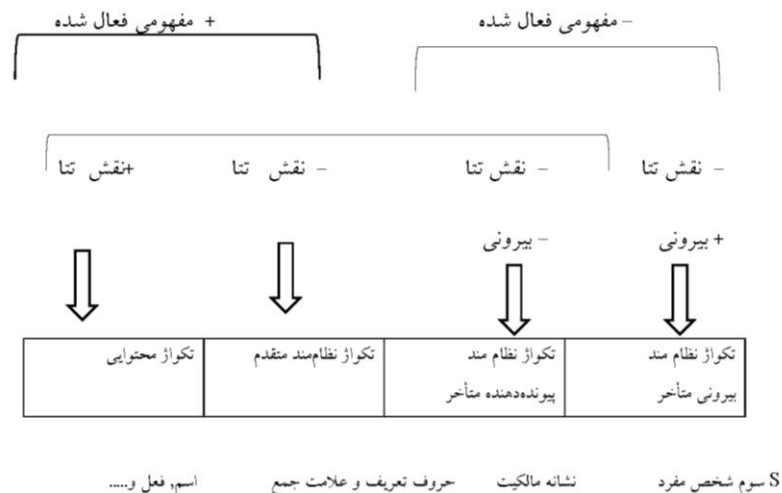 – مفهومی فعال شده + مفهومی فعال شده
– نقش تتا – نقش تتا – نقش تتا +نقش تتا
+ بیرونی – بیرونی
تکواژ نظام مند تکواژ نظام مند تکواژ نظام‌مند متقدم تکواژ محتوایی
بیرونی متأخر پیونددهنده متأخر
S سوم شخص مفرد نشانه مالکیت حروف تعریف و علامت جمع اسم, فعل و.....